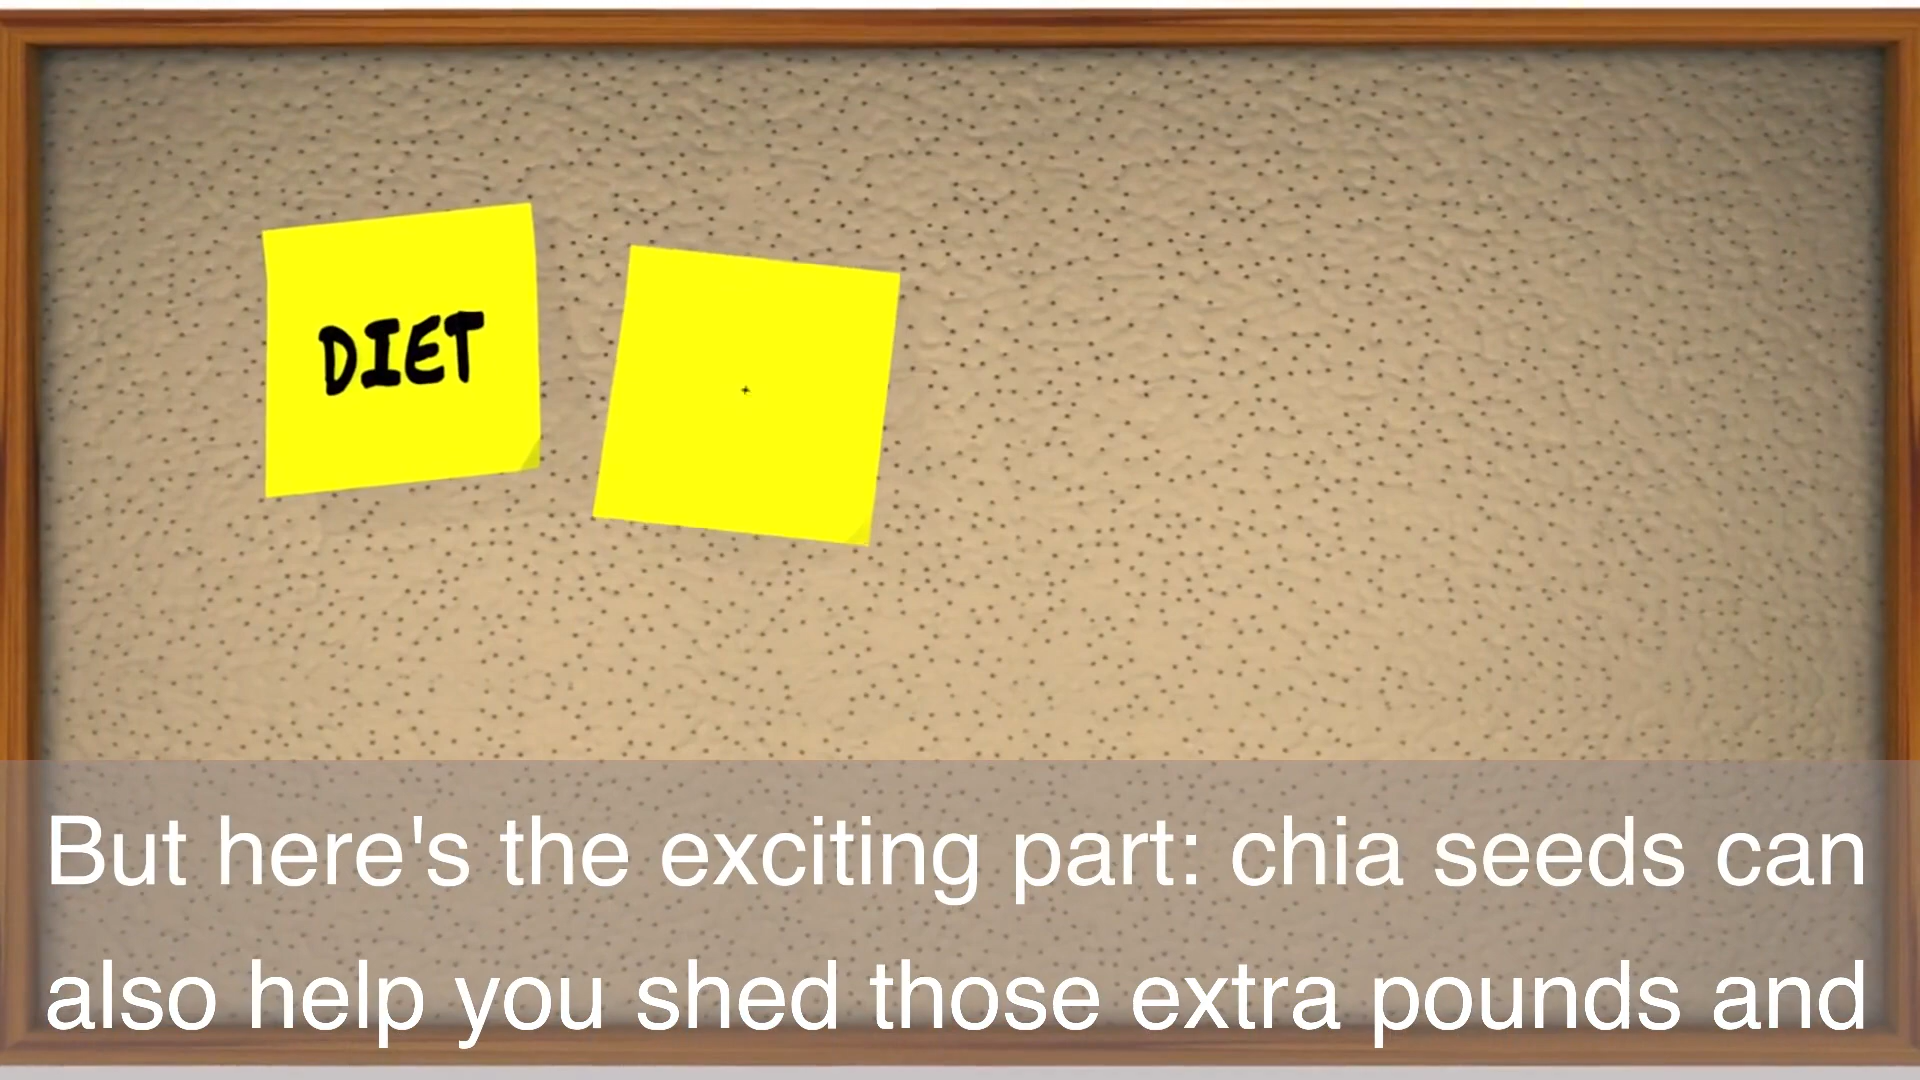 DIET
But here's the exciting part: chia seeds can
also help you shed those extra pounds and